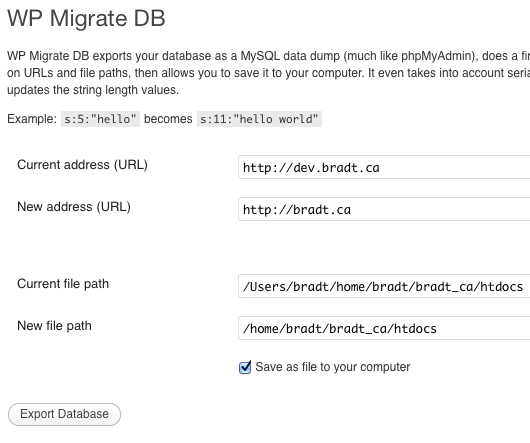 WP Migrate DB
WP Migrate DB exports your database as a MySQL data dump (much like phpMyAdmin), does a
on URLs and file paths, then allows you to save it to your computer. It even takes into account
updates the string length values.
Example: s:5:"hello" becomes s:11:"hello world"
Current address (URL) http://dev.bradt.ca
New address (URL) http://bradt.ca
Current file path /Users/bradt/home/bradt/bradt_ca/htdocs
New file path /home/bradt/bradt_ca/htdocs
Save as file to your computer
Export Database